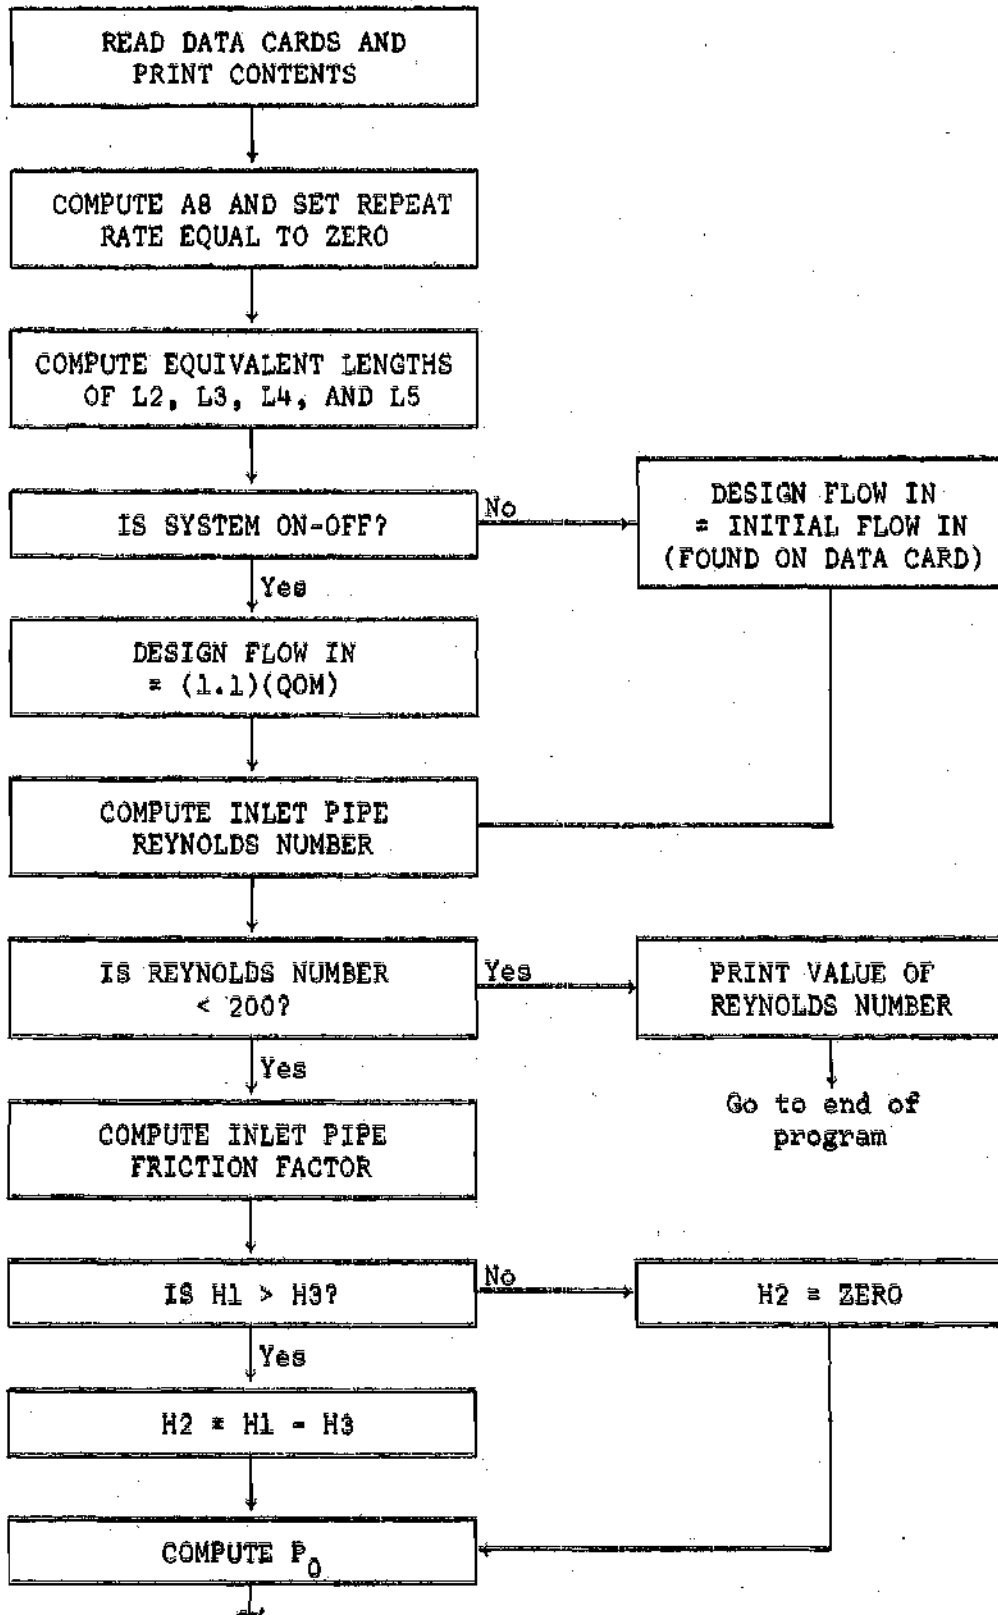 READ DATA CARDS AND
PRINT CONTENTS
COMPUTE A8 AND SET REPEAT
RATE EQUAL TO ZERO
COMPUTE EQUIVALENT LENGTHS
OF L2, L3, L4, AND L5
IS SYSTEM ON-OFF?
No
DESIGN FLOW IN
= INITIAL FLOW IN
(FOUND ON DATA CARD)
Yes
DESIGN FLOW IN
= (1.1)(QOM)
COMPUTE INLET PIPE
REYNOLDS NUMBER
IS REYNOLDS NUMBER
< 200?
Yes
PRINT VALUE OF
REYNOLDS NUMBER
Yes
Go to end of
program
COMPUTE INLET PIPE
FRICTION FACTOR
IS H1 > H3?
No
H2 = ZERO
Yes
H2 = H1 - H3
COMPUTE P0